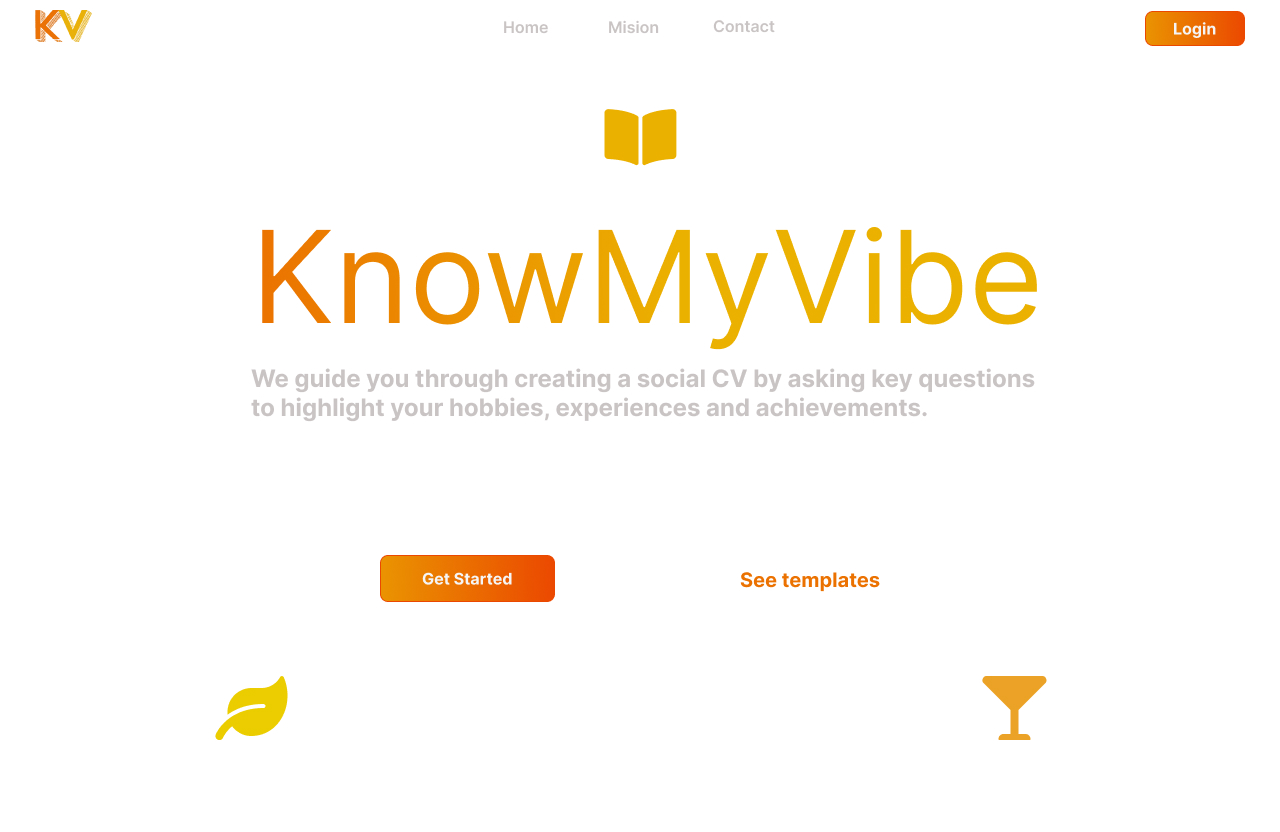 KV
Home
Mision
Contact
Login
KnowMyVibe
We guide you through creating a social CV by asking key questions
to highlight your hobbies, experiences and achievements.
Get Started
See templates